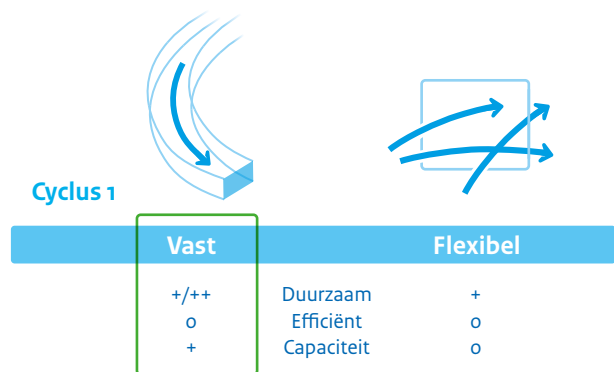 Cyclus 1
Vast Flexibel
+/++ Duurzaam +
o Efficiënt o
+ Capaciteit o